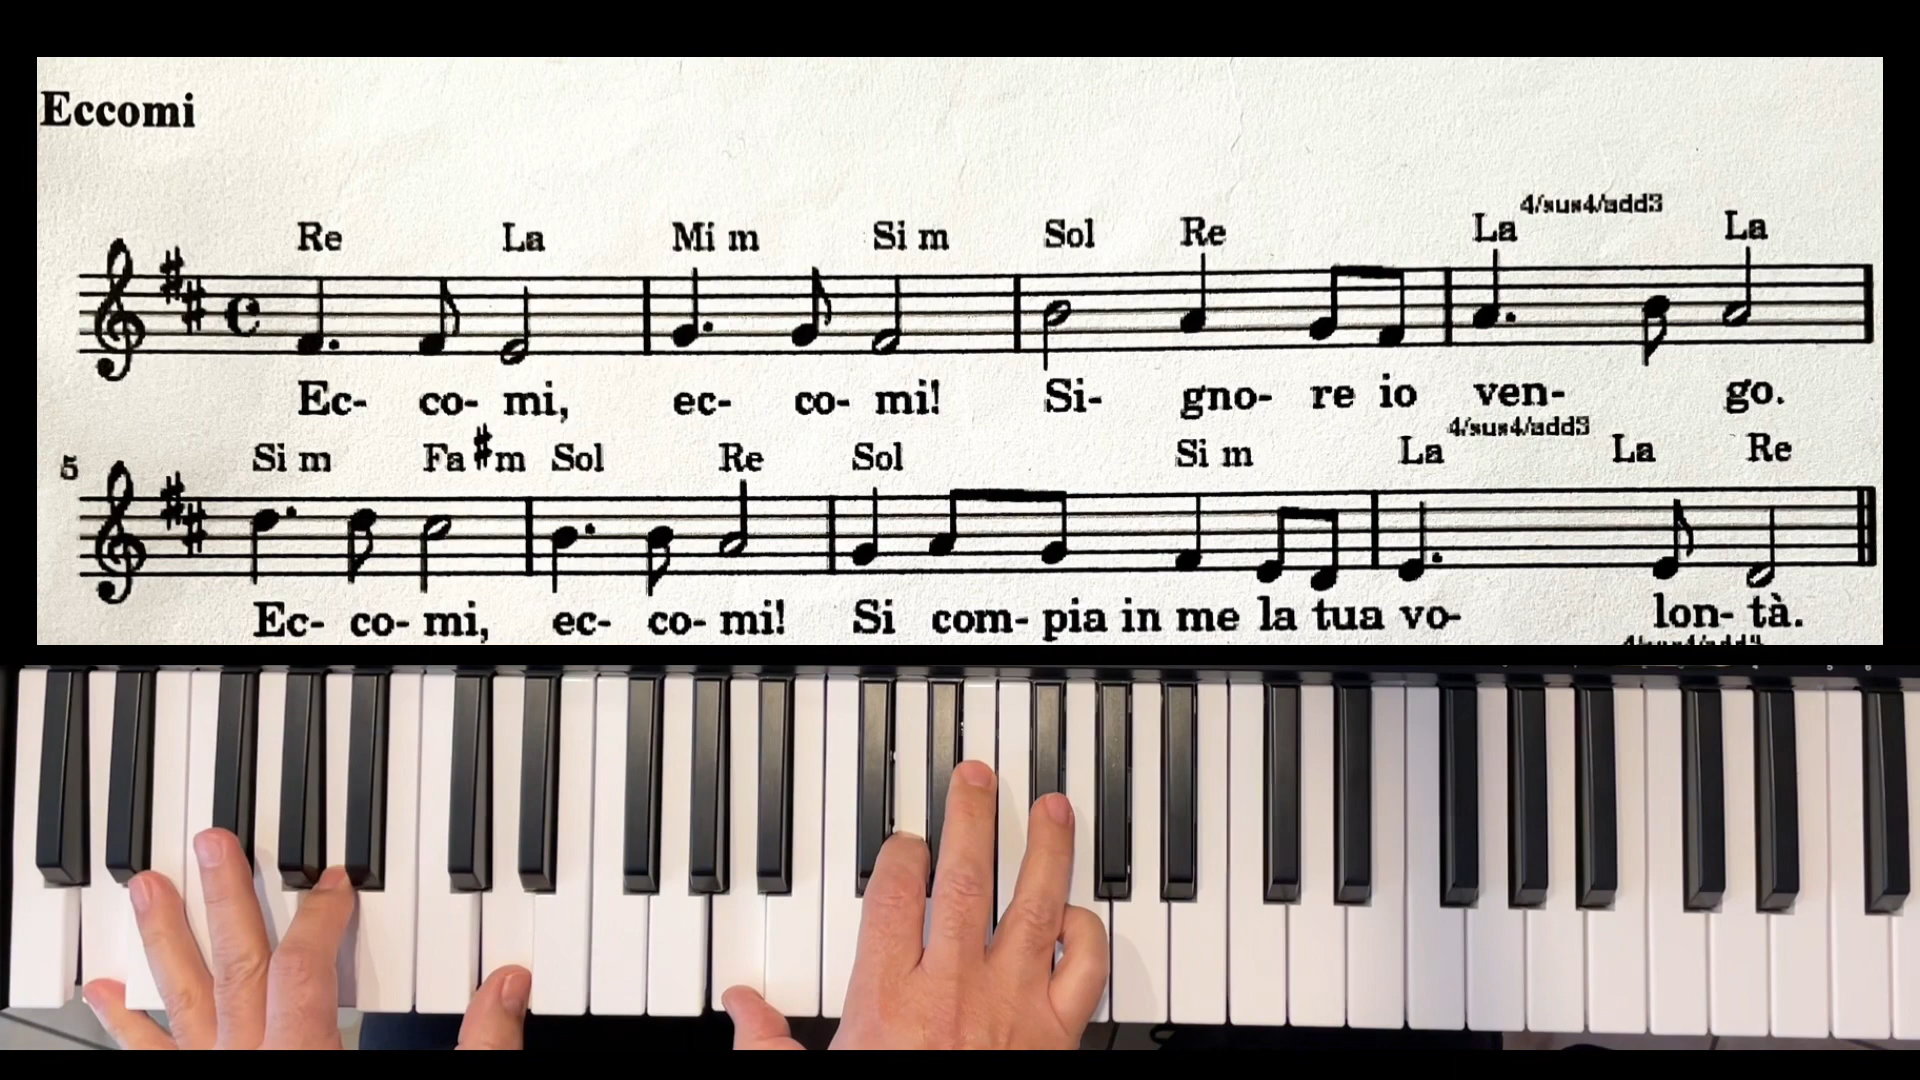 Eccomi
Re La Mi m Si m Sol Re La 4/sus4/add3 La
Ec- co- mi, ec- co- mi! Si- gno- re io ven- go.
5 Si m Fa#m Sol Re Sol Si m La 4/sus4/add3 La Re
Ec- co- mi, ec- co- mi! Si com- pia in me la tua vo- lon- tà.